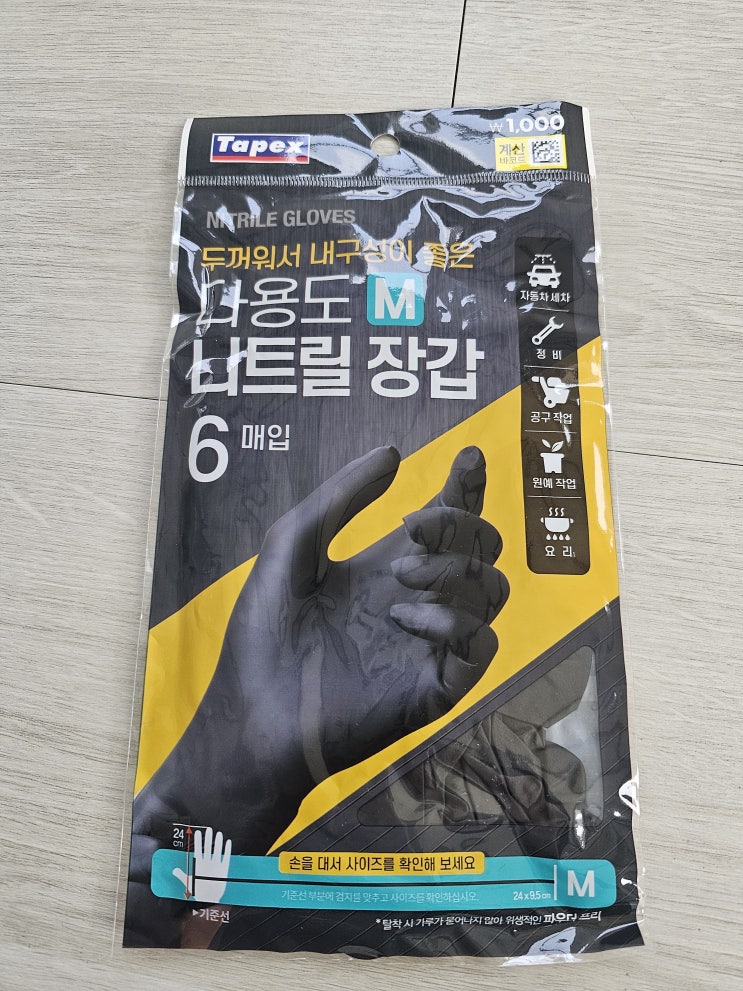 Tapex
₩1,000
계산
바코드
NITRILE GLOVES
두꺼워서 내구성이 좋은
다용도 M
니트릴 장갑
6 매입
자동차 세차
정 비
공구 작업
원예 작업
요 리
24
cm
손을 대서 사이즈를 확인해 보세요
기준선 부분에 검지를 맞추고 사이즈를 확인하십시오.
24 x 9.5 cm
M
▶기준선
*탈착 시 가루가 묻어나지 않아 위생적인 파우더 프리